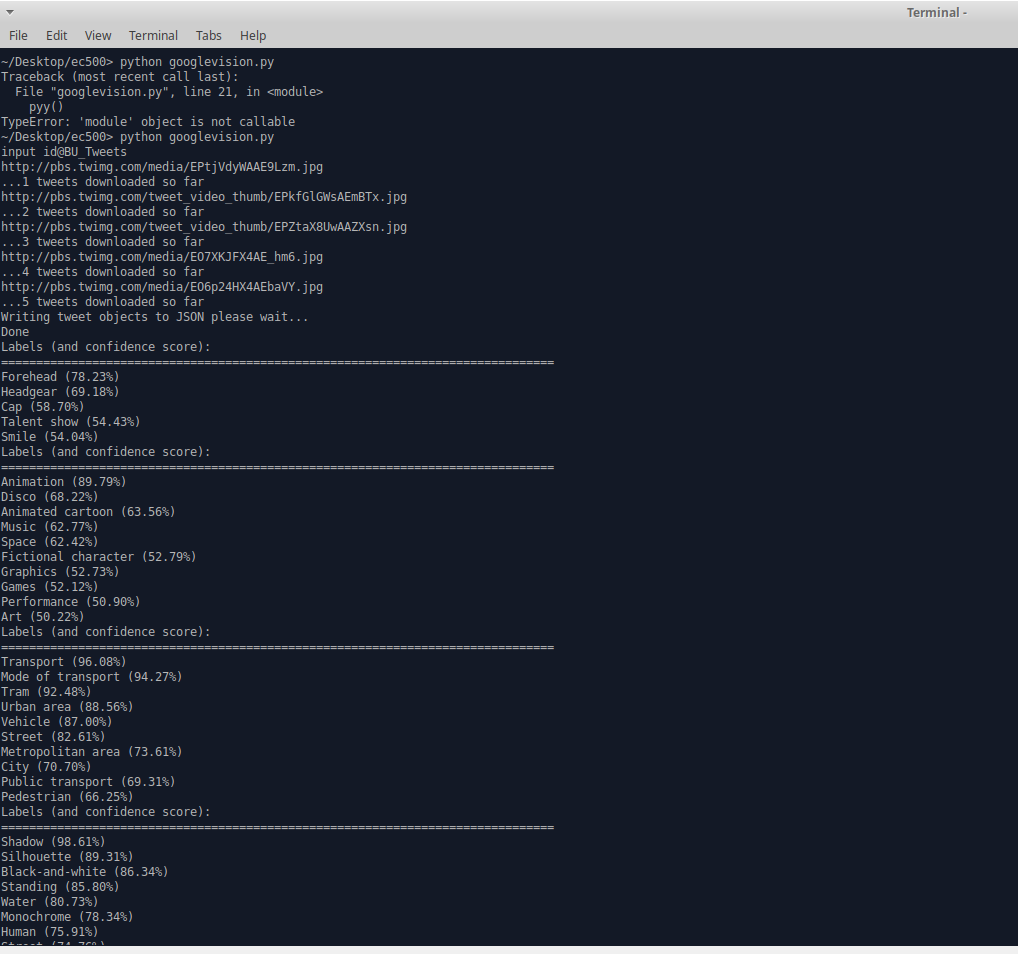 Terminal -
File Edit View Terminal Tabs Help
~/Desktop/ec500> python googlevision.py
Traceback (most recent call last):
  File "googlevision.py", line 21, in <module>
    pyy()
TypeError: 'module' object is not callable
~/Desktop/ec500> python googlevision.py
input id@BU_Tweets
http://pbs.twimg.com/media/EPtjVdyWAAE9Lzm.jpg
...1 tweets downloaded so far
http://pbs.twimg.com/tweet_video_thumb/EPkfGlGWsAEmBTx.jpg
...2 tweets downloaded so far
http://pbs.twimg.com/tweet_video_thumb/EPZtaX8UwAAZXsn.jpg
...3 tweets downloaded so far
http://pbs.twimg.com/media/EO7XKJFX4AE_hm6.jpg
...4 tweets downloaded so far
http://pbs.twimg.com/media/EO6p24HX4AEbaVY.jpg
...5 tweets downloaded so far
Writing tweet objects to JSON please wait...
Done
Labels (and confidence score):
===============================================================================
Forehead (78.23%)
Headgear (69.18%)
Cap (58.70%)
Talent show (54.43%)
Smile (54.04%)
Labels (and confidence score):
===============================================================================
Animation (89.79%)
Disco (68.22%)
Animated cartoon (63.56%)
Music (62.77%)
Space (62.42%)
Fictional character (52.79%)
Graphics (52.73%)
Games (52.12%)
Performance (50.90%)
Art (50.22%)
Labels (and confidence score):
===============================================================================
Transport (96.08%)
Mode of transport (94.27%)
Tram (92.48%)
Urban area (88.56%)
Vehicle (87.00%)
Street (82.61%)
Metropolitan area (73.61%)
City (70.70%)
Public transport (69.31%)
Pedestrian (66.25%)
Labels (and confidence score):
===============================================================================
Shadow (98.61%)
Silhouette (89.31%)
Black-and-white (86.34%)
Standing (85.80%)
Water (80.73%)
Monochrome (78.34%)
Human (75.91%)
Street (74.76%)